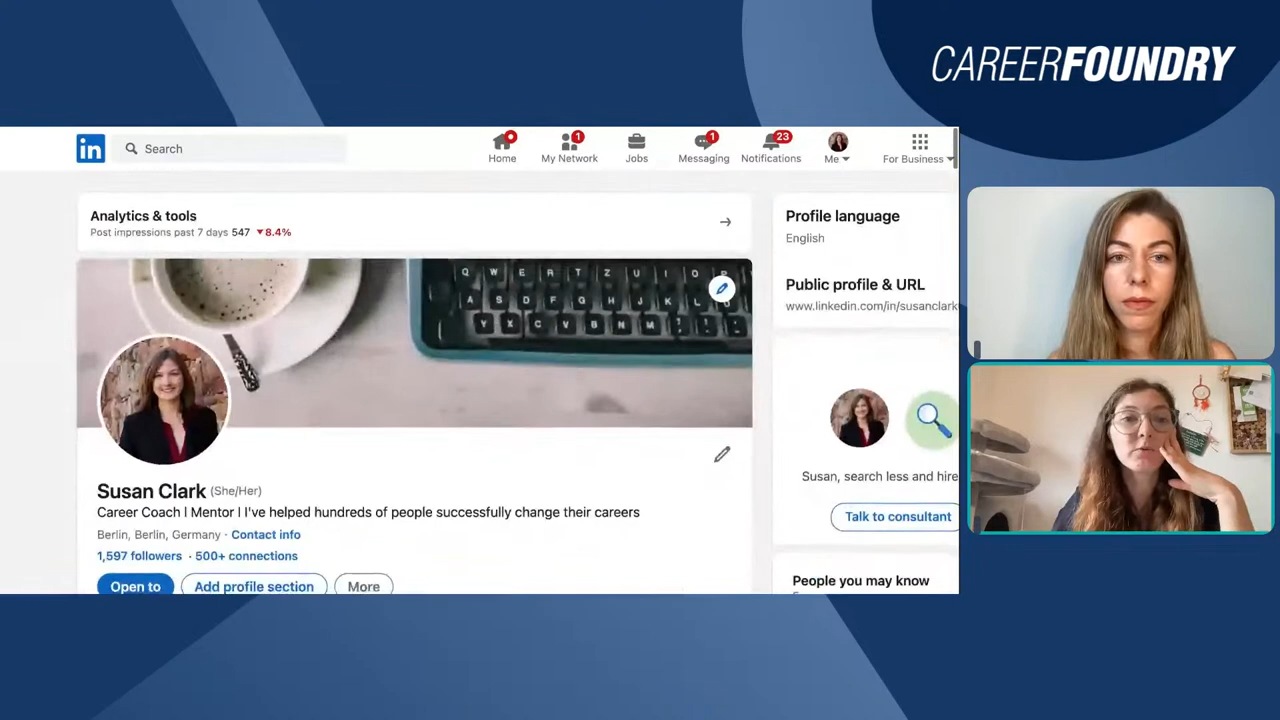 CAREERFOUNDRY
in
Search
Home
1
My Network
Jobs
1
Messaging
23
Notifications
Me
For Business
Analytics & tools
Post impressions past 7 days 547 ▼8.4%
Profile language
English
Public profile & URL
www.linkedin.com/in/susanclark
Q W E R T Z U I O P
A S D F G H J K L
Y X C V B N M
Susan Clark (She/Her)
Career Coach | Mentor | I've helped hundreds of people successfully change their careers
Berlin, Berlin, Germany · Contact info
1,597 followers · 500+ connections
Open to
Add profile section
More
Susan, search less and hire
Talk to consultant
People you may know